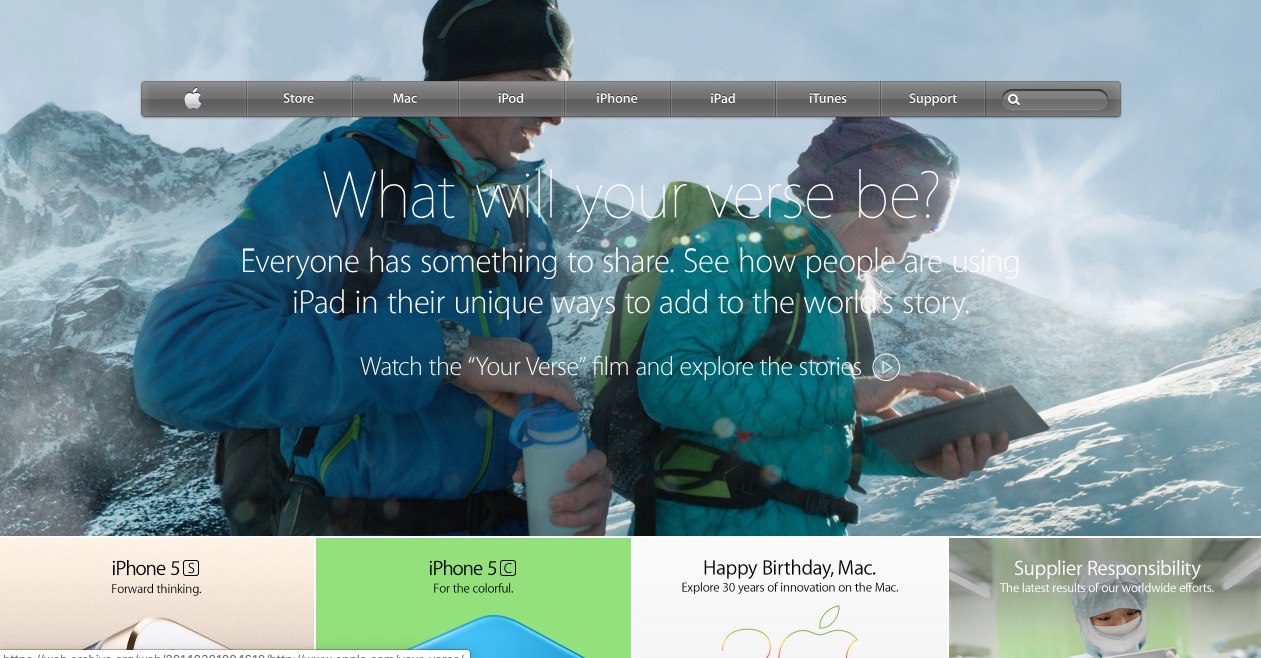 Store Mac iPod iPhone iPad iTunes Support
What will your verse be?
Everyone has something to share. See how people are using
iPad in their unique ways to add to the world's story.
Watch the “Your Verse” film and explore the stories
iPhone 5S
Forward thinking.
iPhone 5C
For the colorful.
Happy Birthday, Mac.
Explore 30 years of innovation on the Mac.
Supplier Responsibility
The latest results of our worldwide efforts.
30